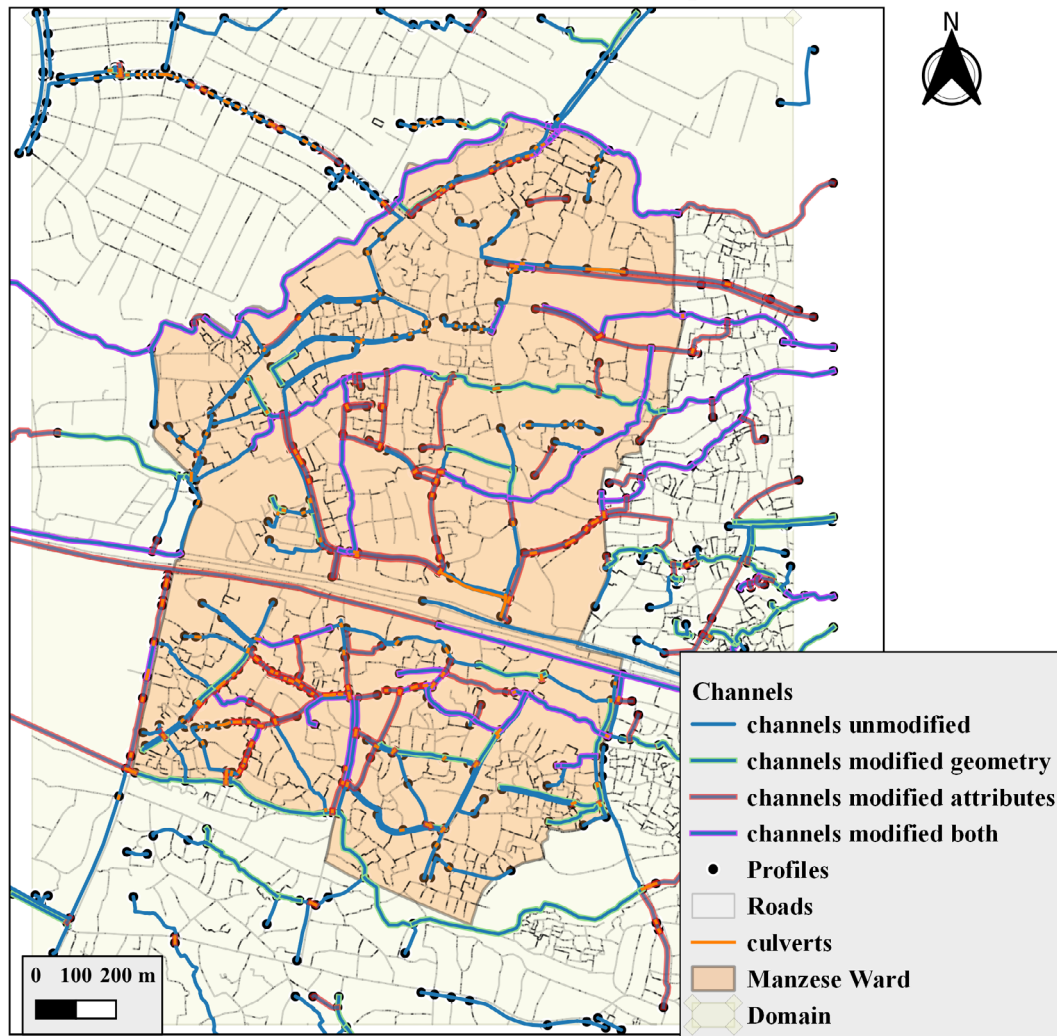 N
Channels
channels unmodified
channels modified geometry
channels modified attributes
channels modified both
Profiles
Roads
culverts
Manzese Ward
Domain
0 100 200 m